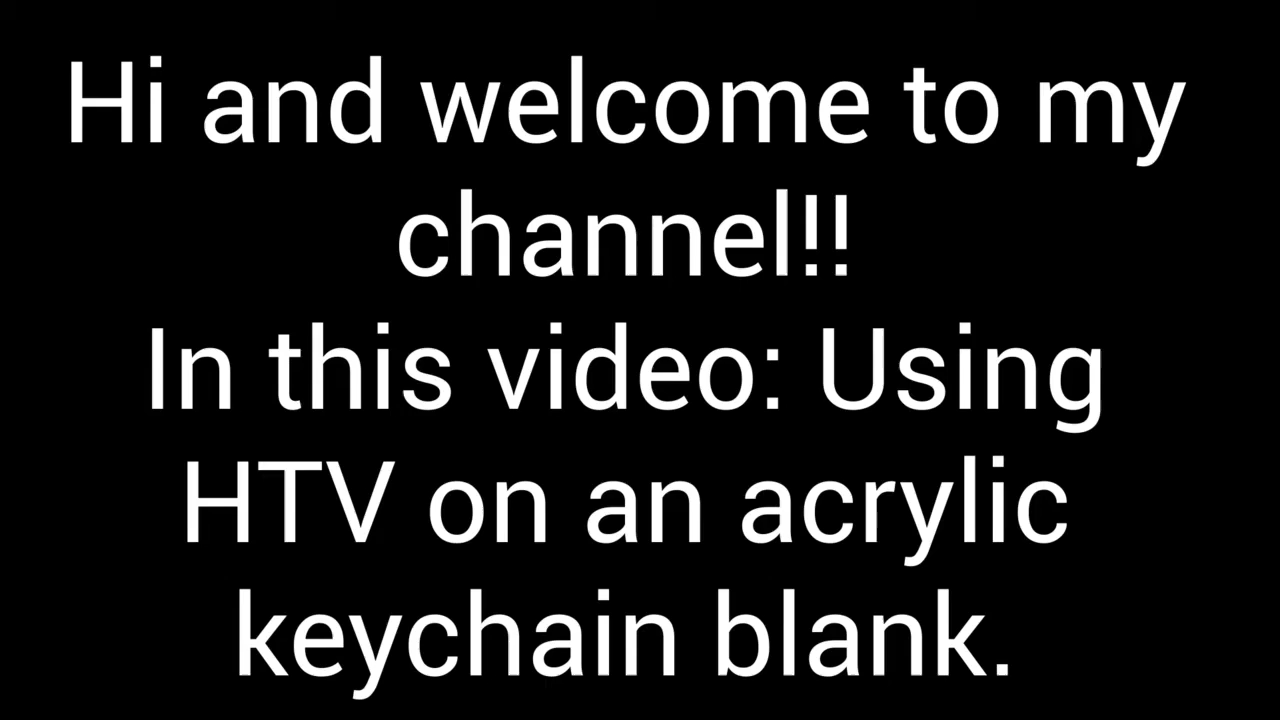 Hi and welcome to my
channel!!
In this video: Using
HTV on an acrylic
keychain blank.